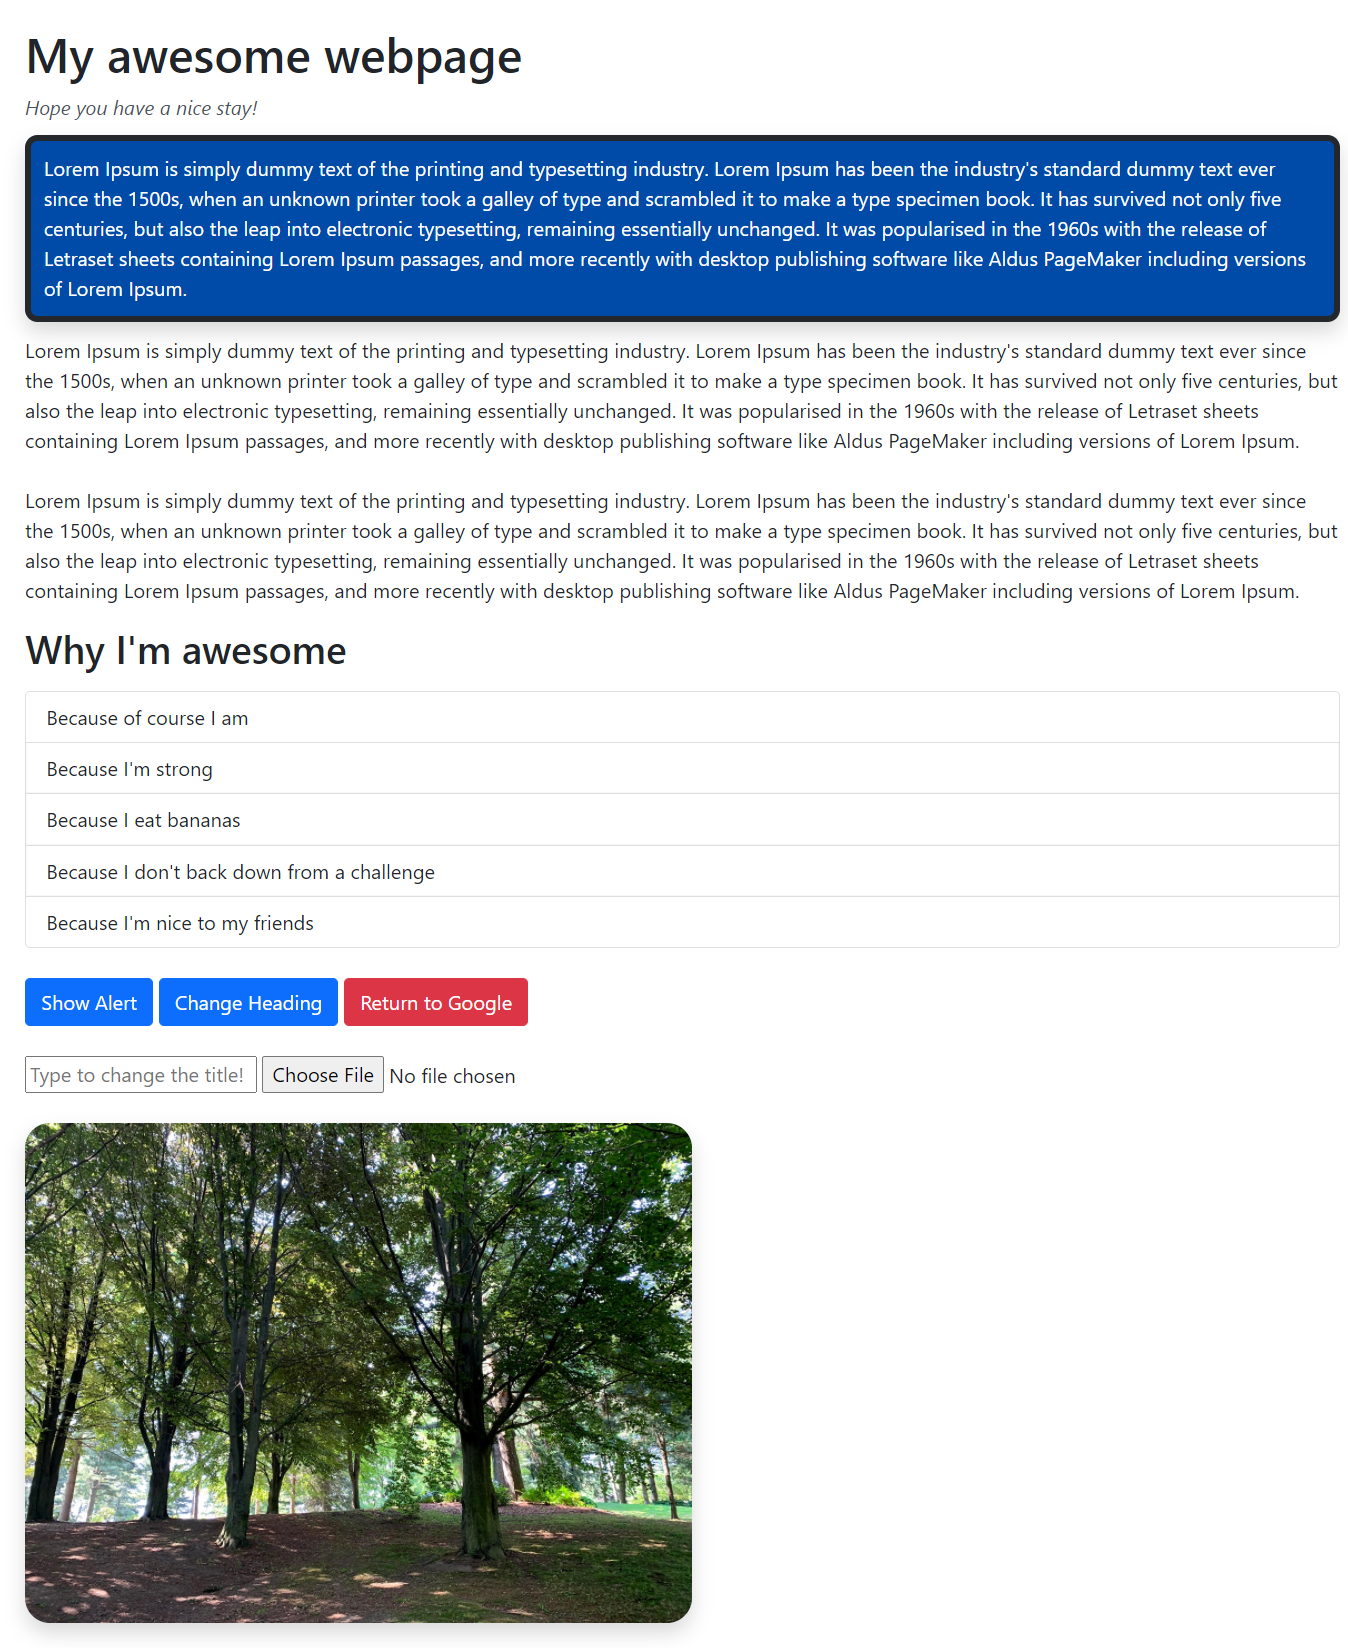 My awesome webpage
Hope you have a nice stay!
Lorem Ipsum is simply dummy text of the printing and typesetting industry. Lorem Ipsum has been the industry's standard dummy text ever
since the 1500s, when an unknown printer took a galley of type and scrambled it to make a type specimen book. It has survived not only five
centuries, but also the leap into electronic typesetting, remaining essentially unchanged. It was popularised in the 1960s with the release of
Letraset sheets containing Lorem Ipsum passages, and more recently with desktop publishing software like Aldus PageMaker including versions
of Lorem Ipsum.
Lorem Ipsum is simply dummy text of the printing and typesetting industry. Lorem Ipsum has been the industry's standard dummy text ever since
the 1500s, when an unknown printer took a galley of type and scrambled it to make a type specimen book. It has survived not only five centuries, but
also the leap into electronic typesetting, remaining essentially unchanged. It was popularised in the 1960s with the release of Letraset sheets
containing Lorem Ipsum passages, and more recently with desktop publishing software like Aldus PageMaker including versions of Lorem Ipsum.
Lorem Ipsum is simply dummy text of the printing and typesetting industry. Lorem Ipsum has been the industry's standard dummy text ever since
the 1500s, when an unknown printer took a galley of type and scrambled it to make a type specimen book. It has survived not only five centuries, but
also the leap into electronic typesetting, remaining essentially unchanged. It was popularised in the 1960s with the release of Letraset sheets
containing Lorem Ipsum passages, and more recently with desktop publishing software like Aldus PageMaker including versions of Lorem Ipsum.
Why I'm awesome
Because of course I am
Because I'm strong
Because I eat bananas
Because I don't back down from a challenge
Because I'm nice to my friends
Show Alert Change Heading Return to Google
Type to change the title! Choose File No file chosen